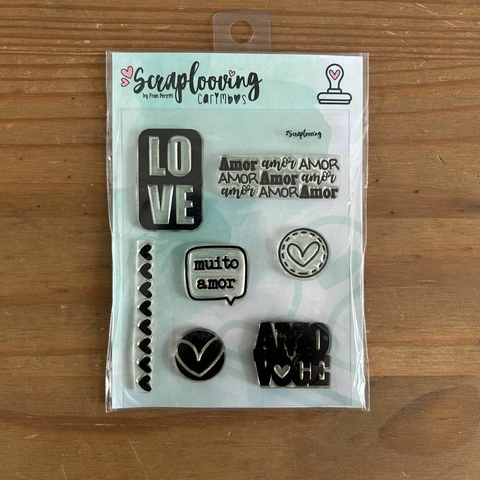 Scraplooving
by Fran Peretti
carimbos
#Scraplooving
LO
VE
Amor amor AMOR
AMOR Amor amor
amor AMOR Amor
muito
amor
AMO
VOCE